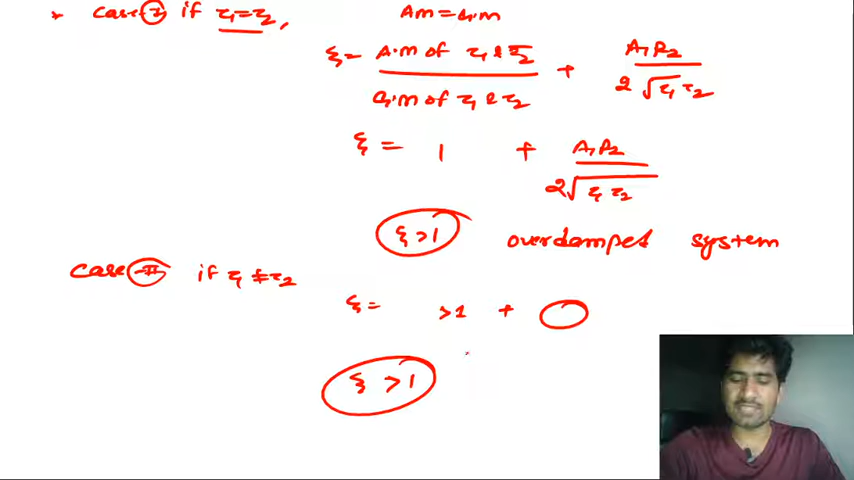 * Case ① if τ₁=τ₂, Am=G.m
ξ= A.m of τ₁ & τ₂ / G.m of τ₁ & τ₂ + A₁R₂ / 2√τ₁τ₂
ξ= 1 + A₁R₂ / 2√τ₁τ₂
ξ>1 overdamped system
Case-II if τ₁≠τ₂
ξ= >1 +
ξ >1